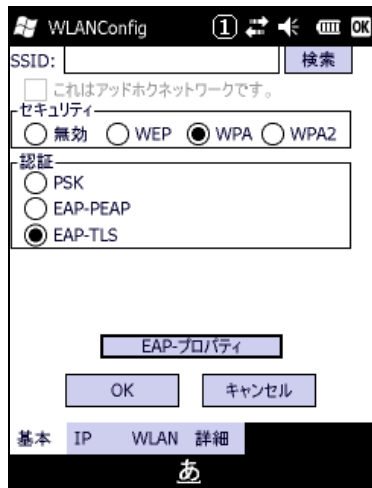 WLANConfig 1 OK
SSID: 検索
これはアッドホクネットワークです。
セキュリティ
無効 WEP WPA WPA2
認証
PSK
EAP-PEAP
EAP-TLS
EAP-プロパティ
OK キャンセル
基本 IP WLAN 詳細
あ